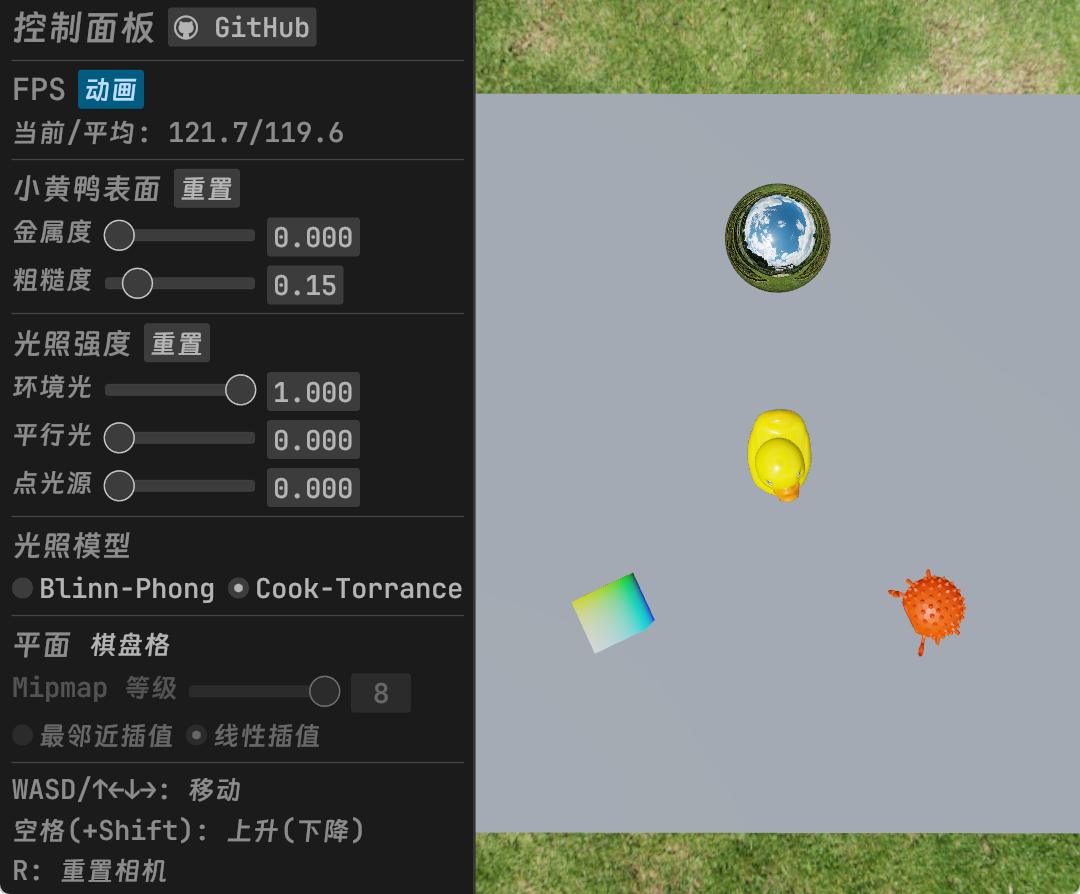 控制面板 GitHub
FPS 动画
当前/平均: 121.7/119.6
小黄鸭表面 重置
金属度 0.000
粗糙度 0.15
光照强度 重置
环境光 1.000
平行光 0.000
点光源 0.000
光照模型
Blinn-Phong Cook-Torrance
平面 棋盘格
Mipmap 等级 8
最邻近插值 线性插值
WASD/↑←↓→: 移动
空格(+Shift): 上升(下降)
R: 重置相机